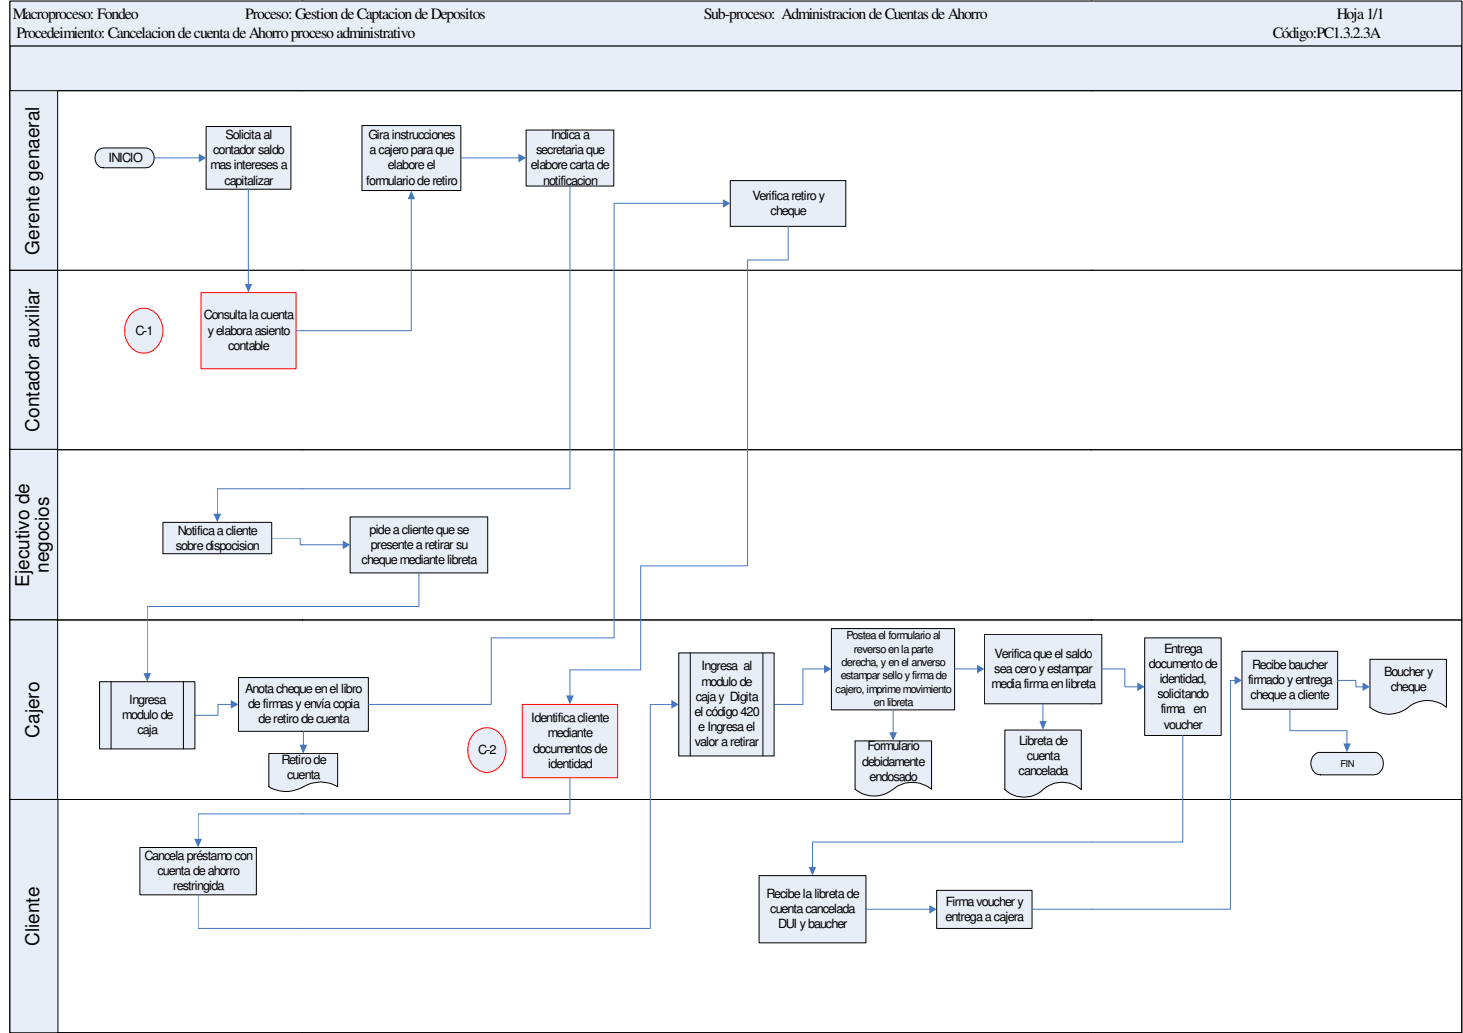 Macroproceso: Fondeo
Proceso: Gestion de Captacion de Depositos
Sub-proceso: Administracion de Cuentas de Ahorro
Hoja 1/1
Procedeimiento: Cancelacion de cuenta de Ahorro proceso administrativo
Código:PC1.3.2.3A
Gerente genaeral
INICIO
Solicita al
contador saldo
mas intereses a
capitalizar
Gira instrucciones
a cajero para que
elabore el
formulario de retiro
Indica a
secretaria que
elabore carta de
notificacion
Verifica retiro y
cheque
Contador auxiliar
C-1
Consulta la cuenta
y elabora asiento
contable
Ejecutivo de
negocios
Notifica a cliente
sobre dispocision
pide a cliente que se
presente a retirar su
cheque mediante libreta
Cajero
Ingresa
modulo de
caja
Anota cheque en el libro
de firmas y envía copia
de retiro de cuenta
Retiro de
cuenta
C-2
Identifica cliente
mediante
documentos de
identidad
Ingresa al
modulo de
caja y Digita
el código 420
e Ingresa el
valor a retirar
Postea el formulario al
reverso en la parte
derecha, y en el anverso
estampar sello y firma de
cajero, imprime movimiento
en libreta
Formulario
debidamente
endosado
Verifica que el saldo
sea cero y estampar
media firma en libreta
Libreta de
cuenta
cancelada
Entrega
documento de
identidad,
solicitando
firma en
voucher
Recibe baucher
firmado y entrega
cheque a cliente
Boucher y
cheque
FIN
Cliente
Cancela préstamo con
cuenta de ahorro
restringida
Recibe la libreta de
cuenta cancelada
DUI y baucher
Firma voucher y
entrega a cajera